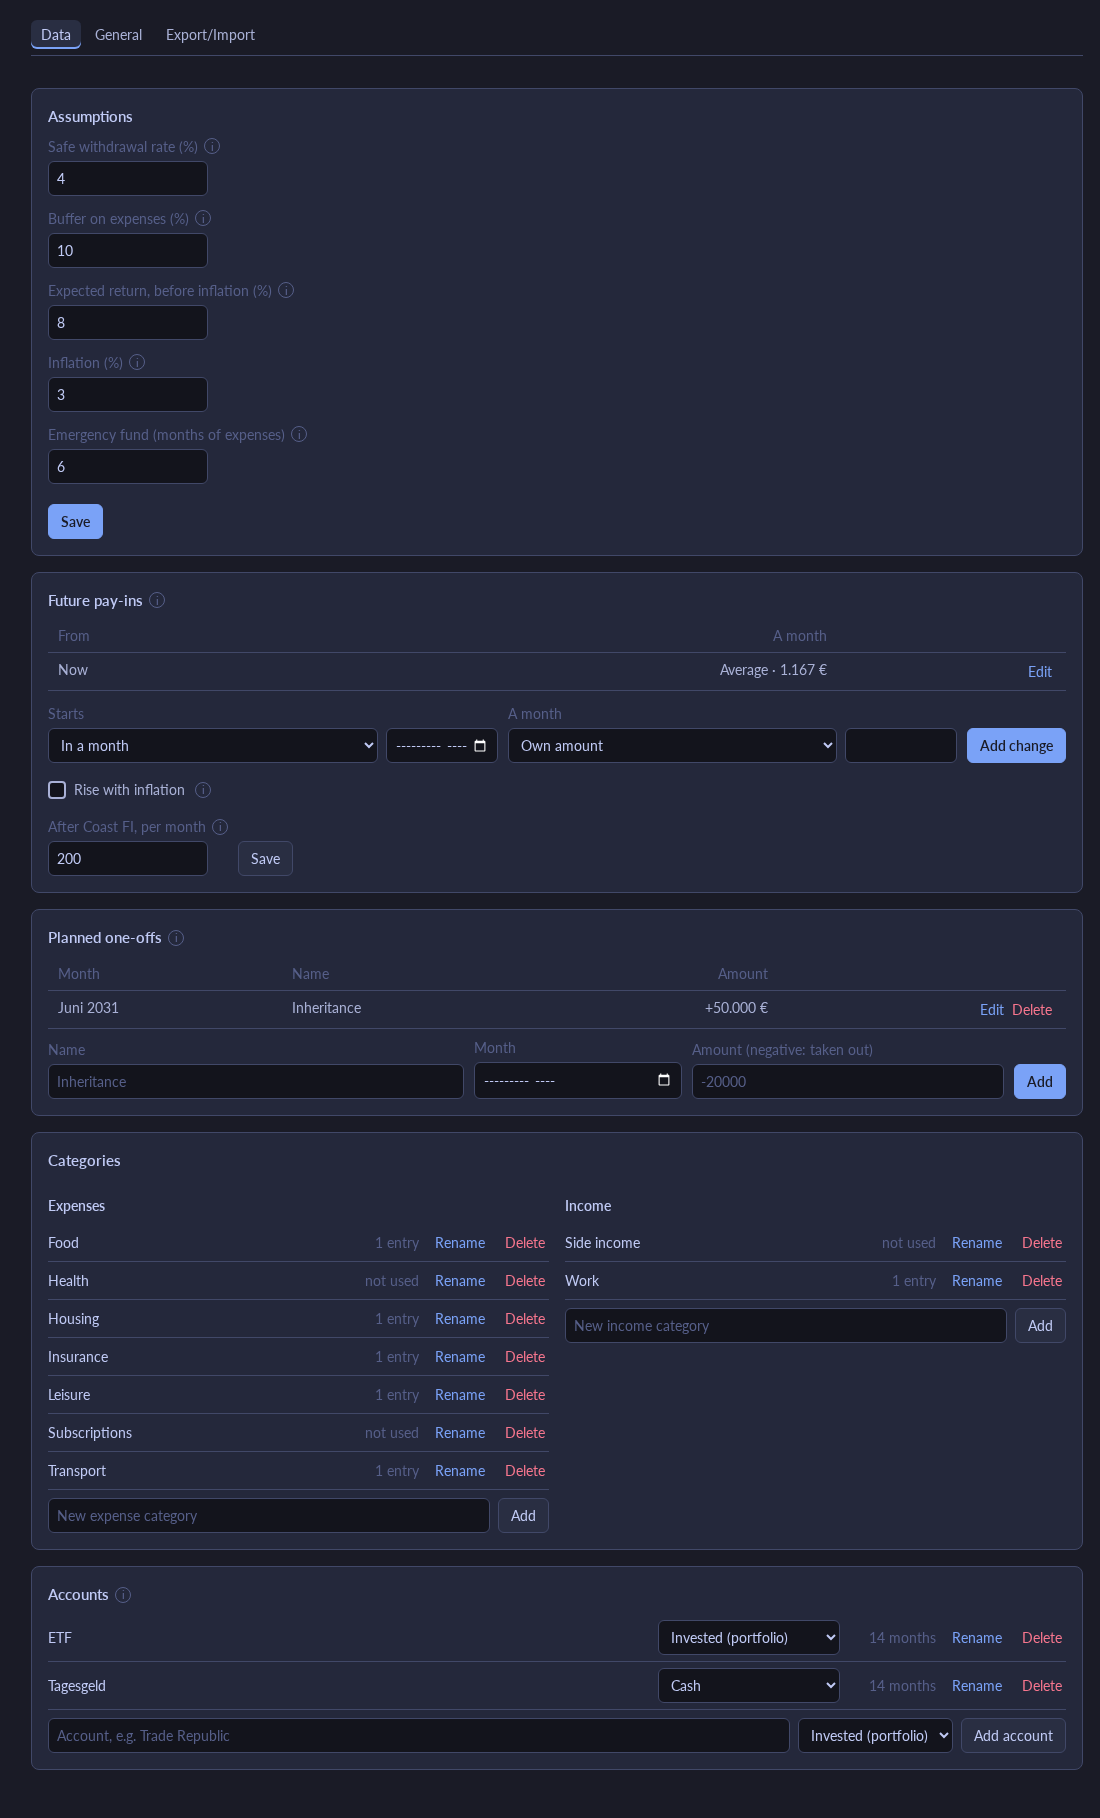 Data General Export/Import
Assumptions
Safe withdrawal rate (%) i
4
Buffer on expenses (%) i
10
Expected return, before inflation (%) i
8
Inflation (%) i
3
Emergency fund (months of expenses) i
6
Save
Future pay-ins i
From A month
Now Average · 1.167 € Edit
Starts A month
In a month --------- ---- Own amount Add change
Rise with inflation i
After Coast FI, per month i
200 Save
Planned one-offs i
Month Name Amount
Juni 2031 Inheritance +50.000 € Edit Delete
Name Month Amount (negative: taken out)
Inheritance --------- ---- -20000 Add
Categories
Expenses Income
Food 1 entry Rename Delete Side income not used Rename Delete
Health not used Rename Delete Work 1 entry Rename Delete
Housing 1 entry Rename Delete New income category Add
Insurance 1 entry Rename Delete
Leisure 1 entry Rename Delete
Subscriptions not used Rename Delete
Transport 1 entry Rename Delete
New expense category Add
Accounts i
ETF Invested (portfolio) 14 months Rename Delete
Tagesgeld Cash 14 months Rename Delete
Account, e.g. Trade Republic Invested (portfolio) Add account